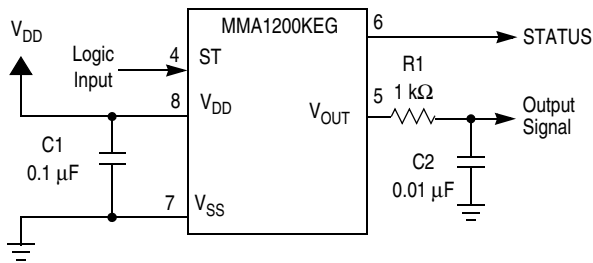 MMA1200KEG
V_DD
Logic
Input
4
ST
6
STATUS
R1
1 kΩ
8
V_DD
V_OUT
5
Output
Signal
C1
0.1 μF
C2
0.01 μF
7
V_SS